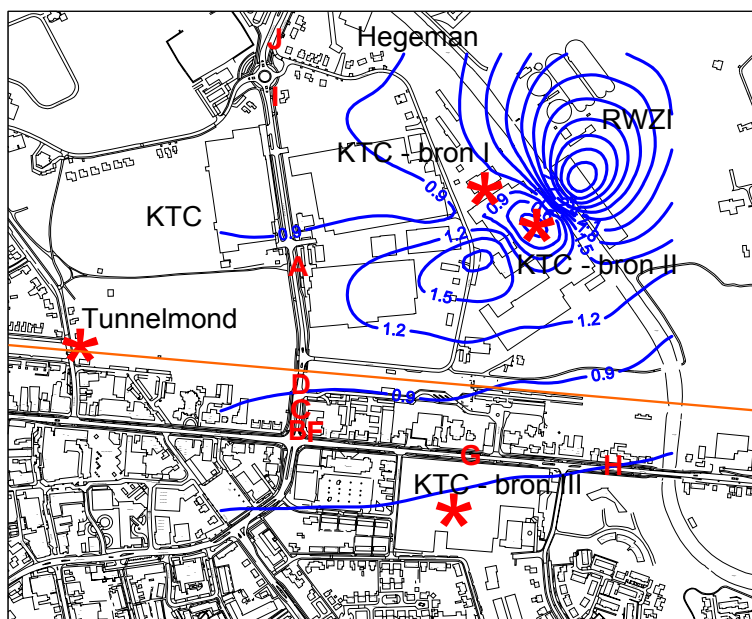 J
Hegeman
I
RWZI
KTC - bron I
0.9
0.9
KTC
0.9
1.2
1.5
A
KTC - bron II
1.5
1.2
1.2
Tunnelmond
0.9
D
0.9
C
B F
G
H
KTC - bron III